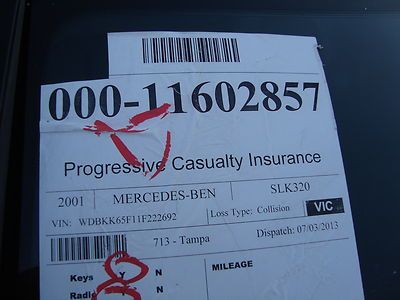 000-11602857
Progressive Casualty Insurance
2001 MERCEDES-BEN SLK320
VIN: WDBKK65F11F222692 Loss Type: Collision VIC
713 - Tampa Dispatch: 07/03/2013
Keys Y N MILEAGE
Radio Y N